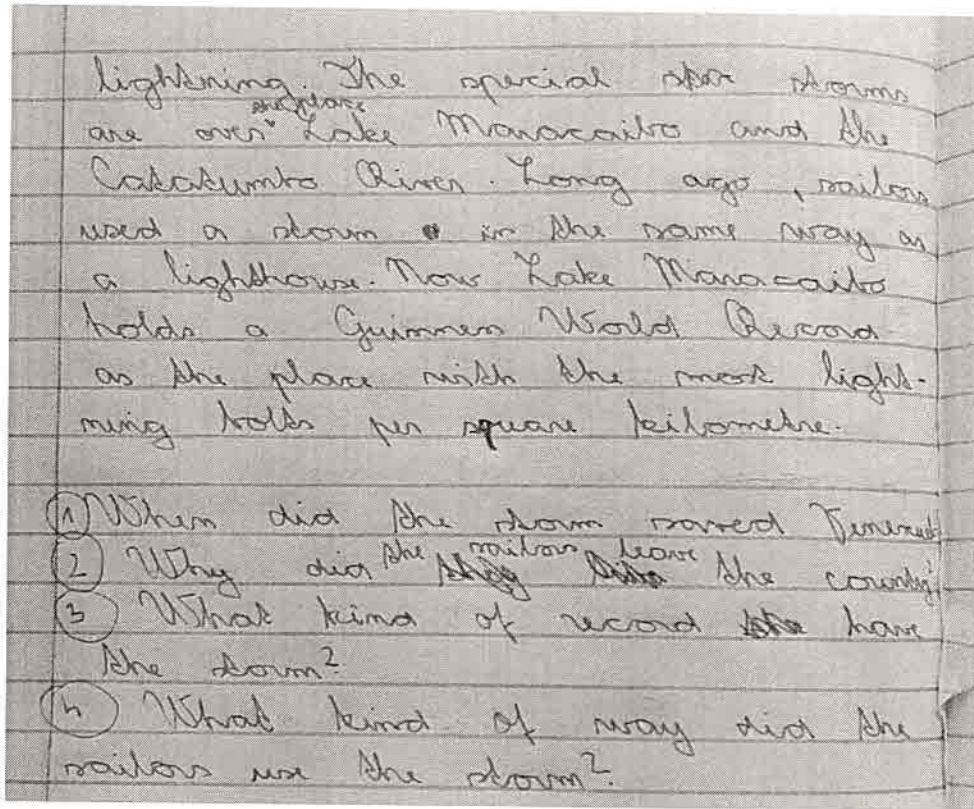 lightning. The special storms
are over the place Lake Maracaibo and the
Catatumbo River. Long ago, sailors
used a storm in the same way as
a lighthouse. Now Lake Maracaibo
holds a Guinness World Record
as the place with the most light-
ning bolts per square kilometre.
1 When did the storm saved
2 Why did the sailors leave the county?
3 What kind of record have
the storm?
4 What kind of way did the
sailors use the storm?